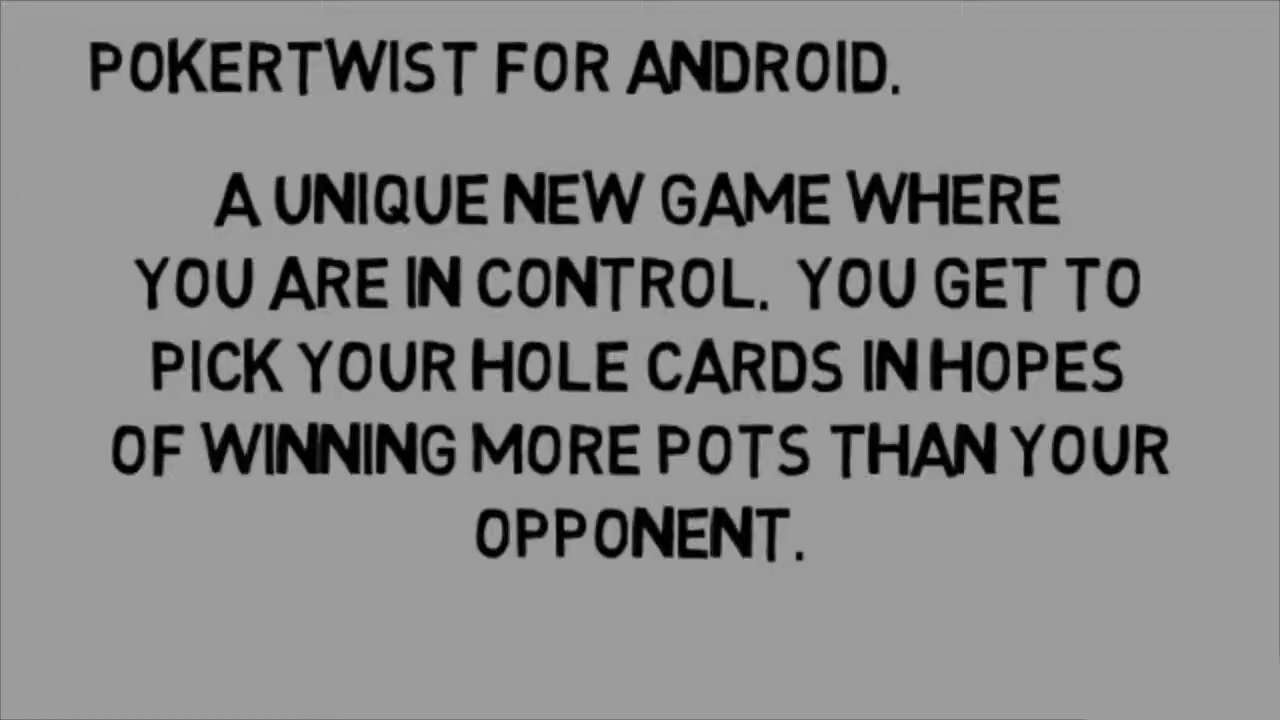 POKERTWIST FOR ANDROID.
A UNIQUE NEW GAME WHERE
YOU ARE IN CONTROL. YOU GET TO
PICK YOUR HOLE CARDS IN HOPES
OF WINNING MORE POTS THAN YOUR
OPPONENT.